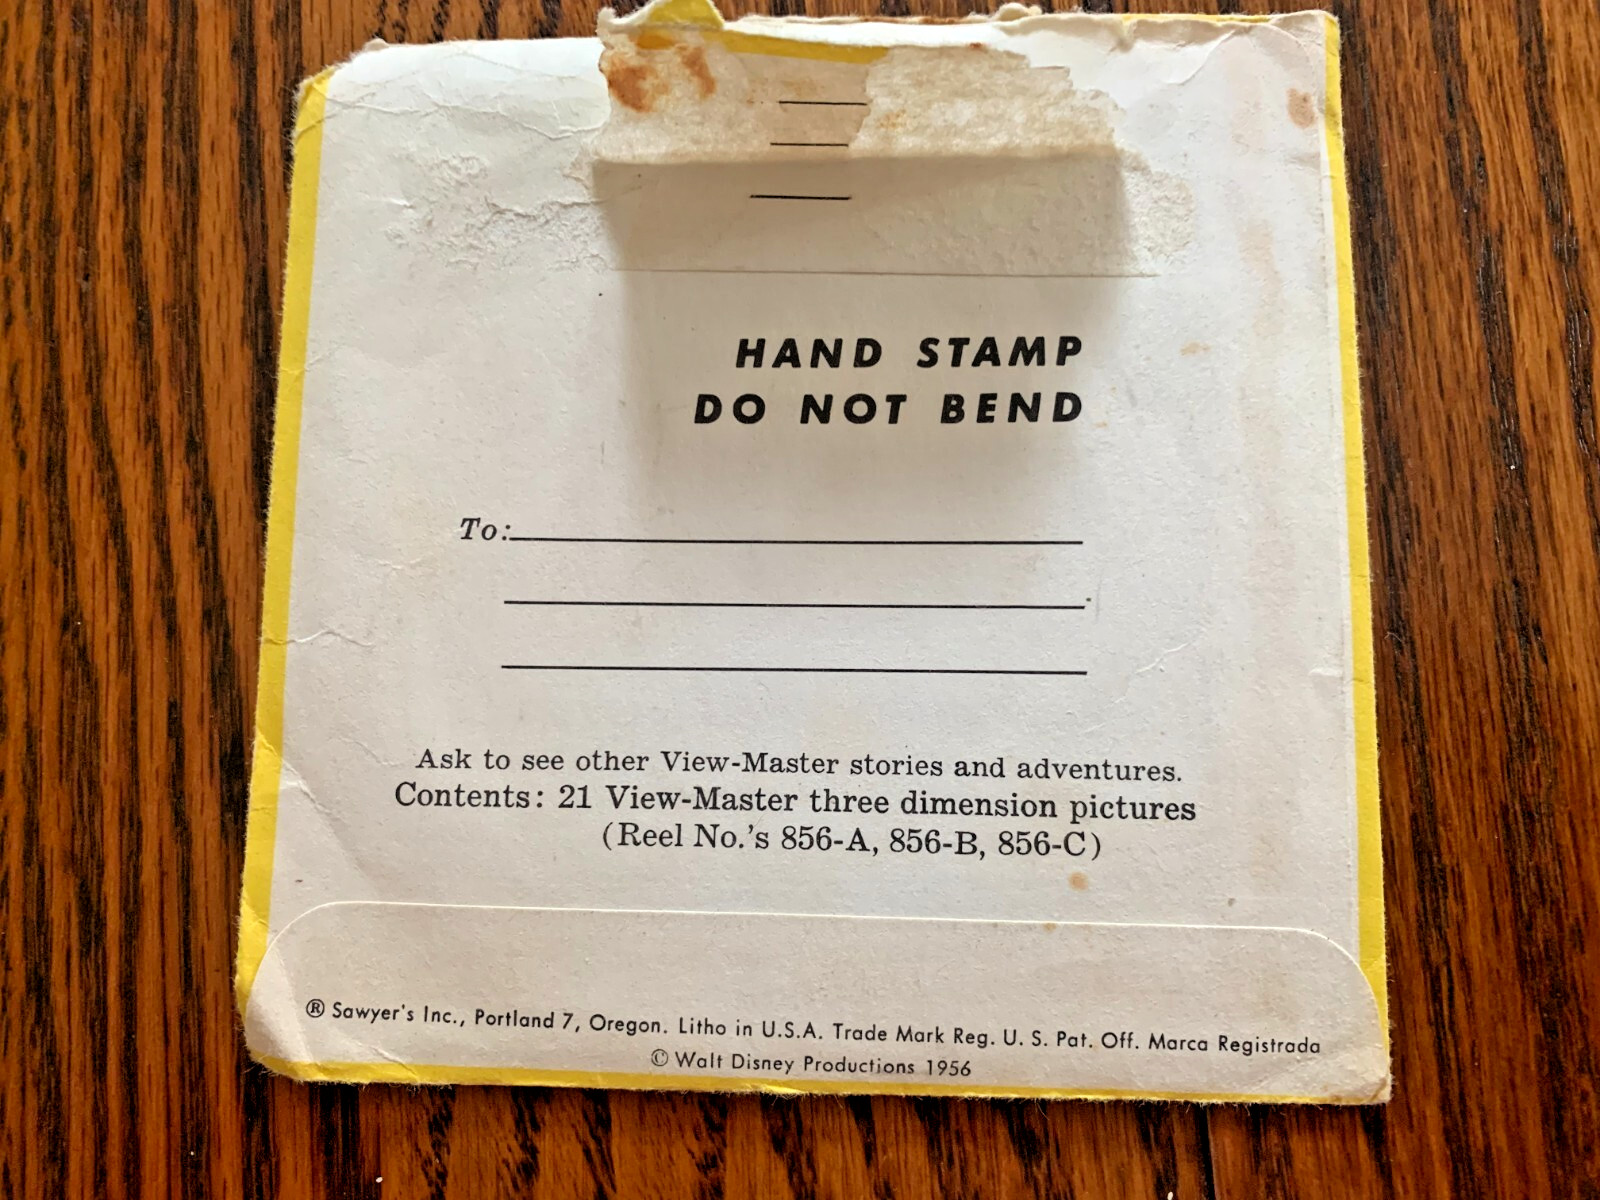 HAND STAMP
DO NOT BEND
To:
Ask to see other View-Master stories and adventures.
Contents: 21 View-Master three dimension pictures
(Reel No.'s 856-A, 856-B, 856-C)
® Sawyer's Inc., Portland 7, Oregon. Litho in U.S.A. Trade Mark Reg. U. S. Pat. Off. Marca Registrada
© Walt Disney Productions 1956